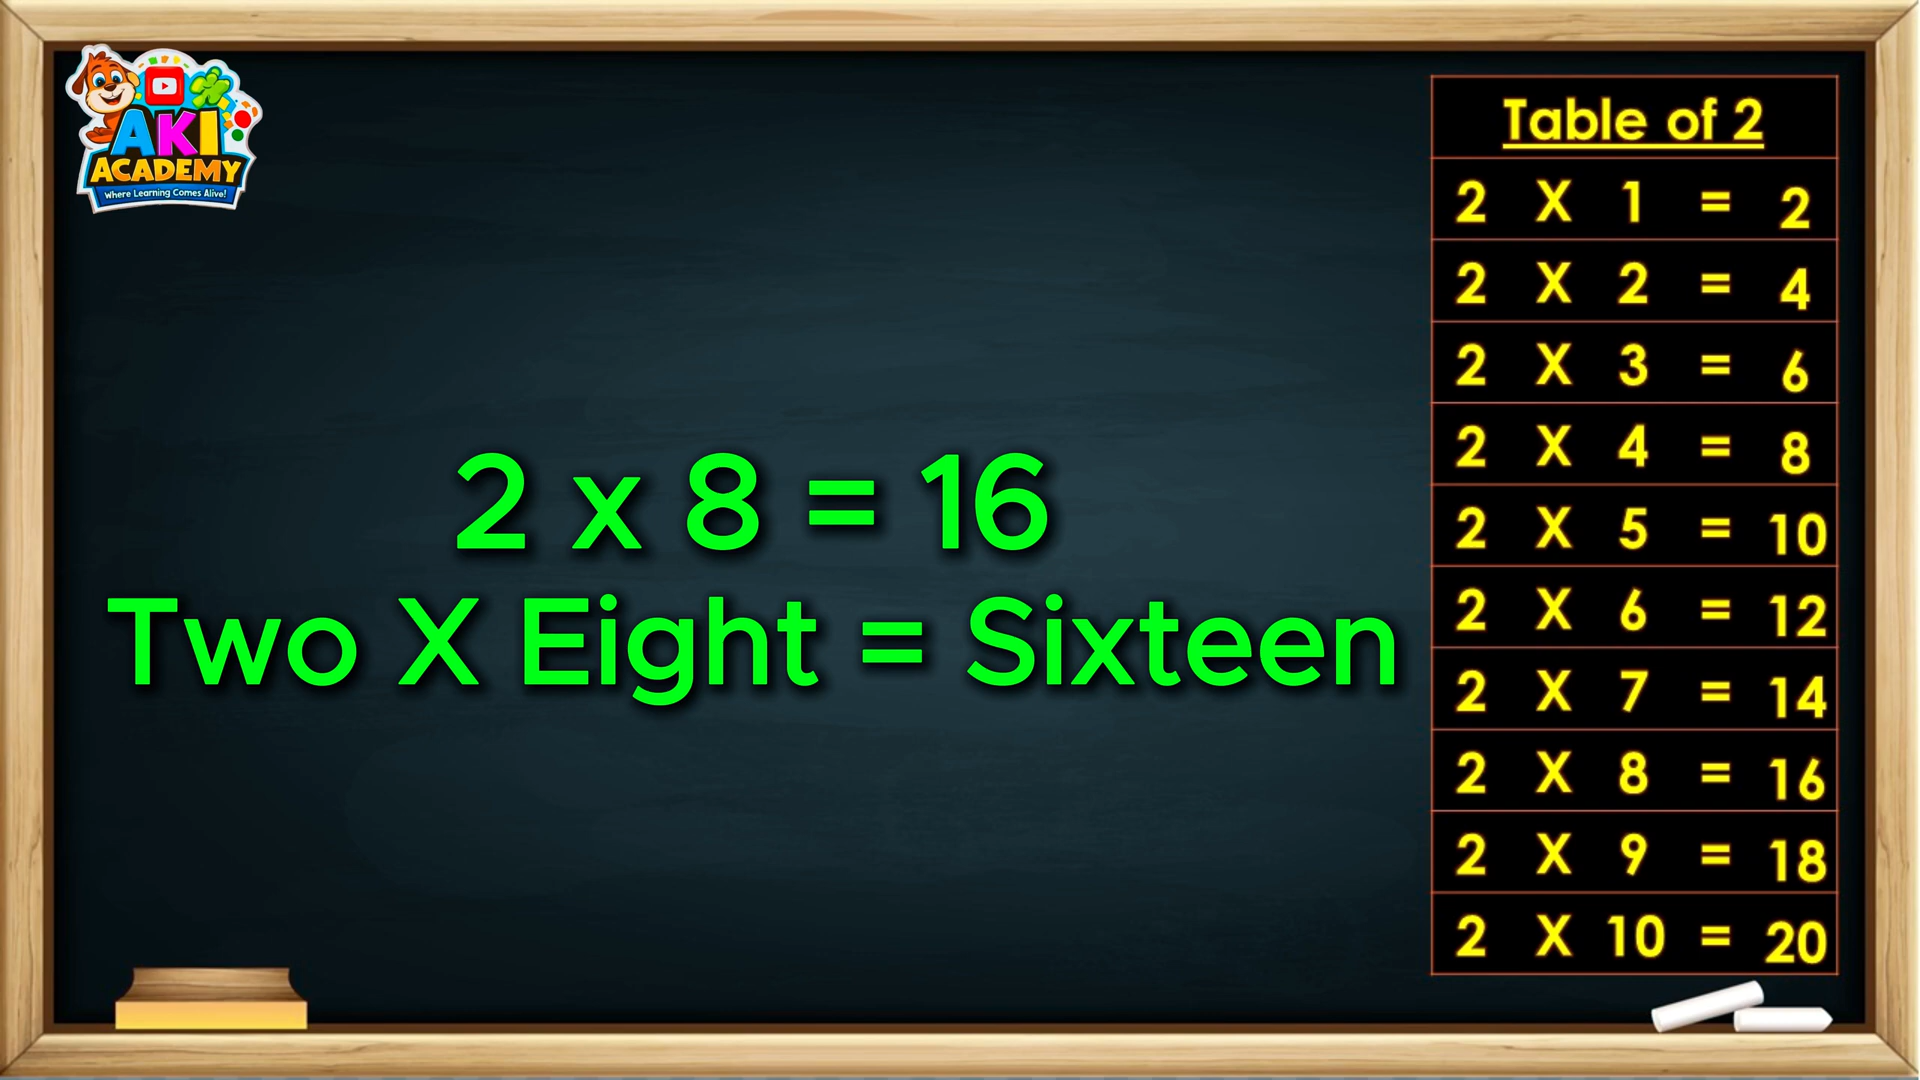 AKI
ACADEMY
Where Learning Comes Alive!
2 x 8 = 16
Two X Eight = Sixteen
Table of 2
2 X 1 = 2
2 X 2 = 4
2 X 3 = 6
2 X 4 = 8
2 X 5 = 10
2 X 6 = 12
2 X 7 = 14
2 X 8 = 16
2 X 9 = 18
2 X 10 = 20